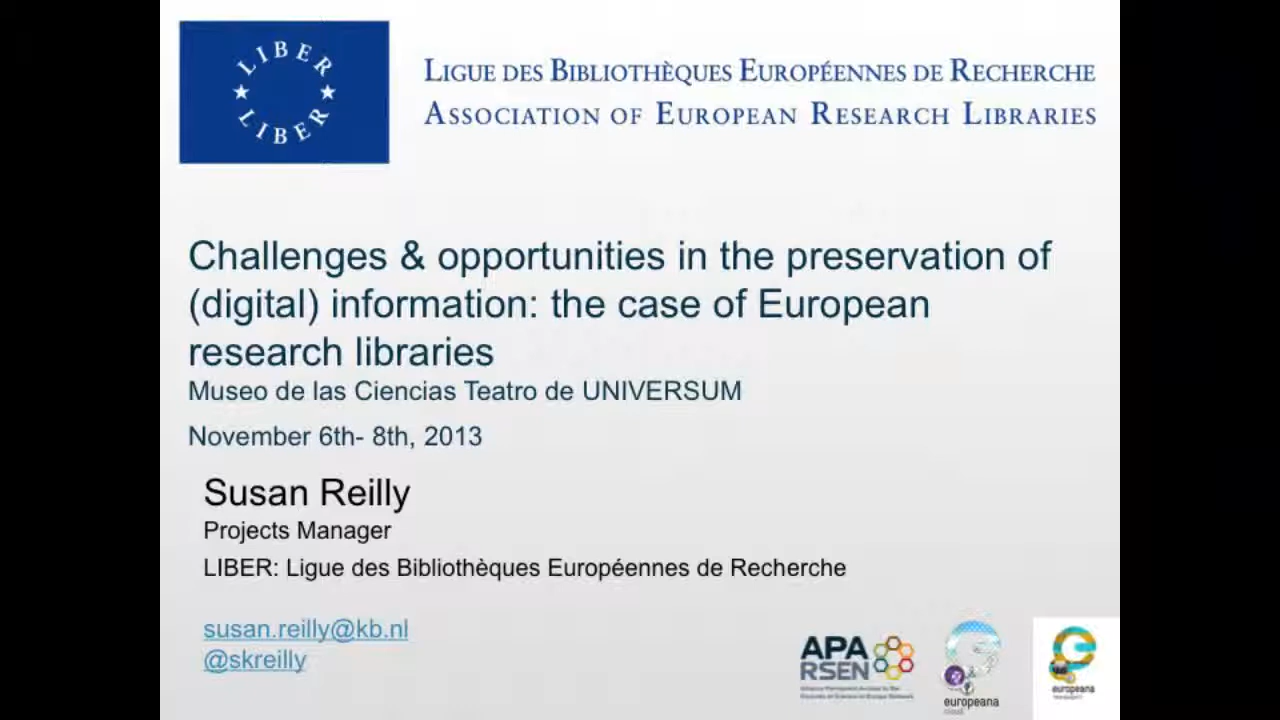 LIBER
LIBER
LIGUE DES BIBLIOTHÈQUES EUROPÉENNES DE RECHERCHE
ASSOCIATION OF EUROPEAN RESEARCH LIBRARIES
Challenges & opportunities in the preservation of
(digital) information: the case of European
research libraries
Museo de las Ciencias Teatro de UNIVERSUM
November 6th- 8th, 2013
Susan Reilly
Projects Manager
LIBER: Ligue des Bibliothèques Européennes de Recherche
susan.reilly@kb.nl
@skreilly
APA
RSEN
europeana
europeana